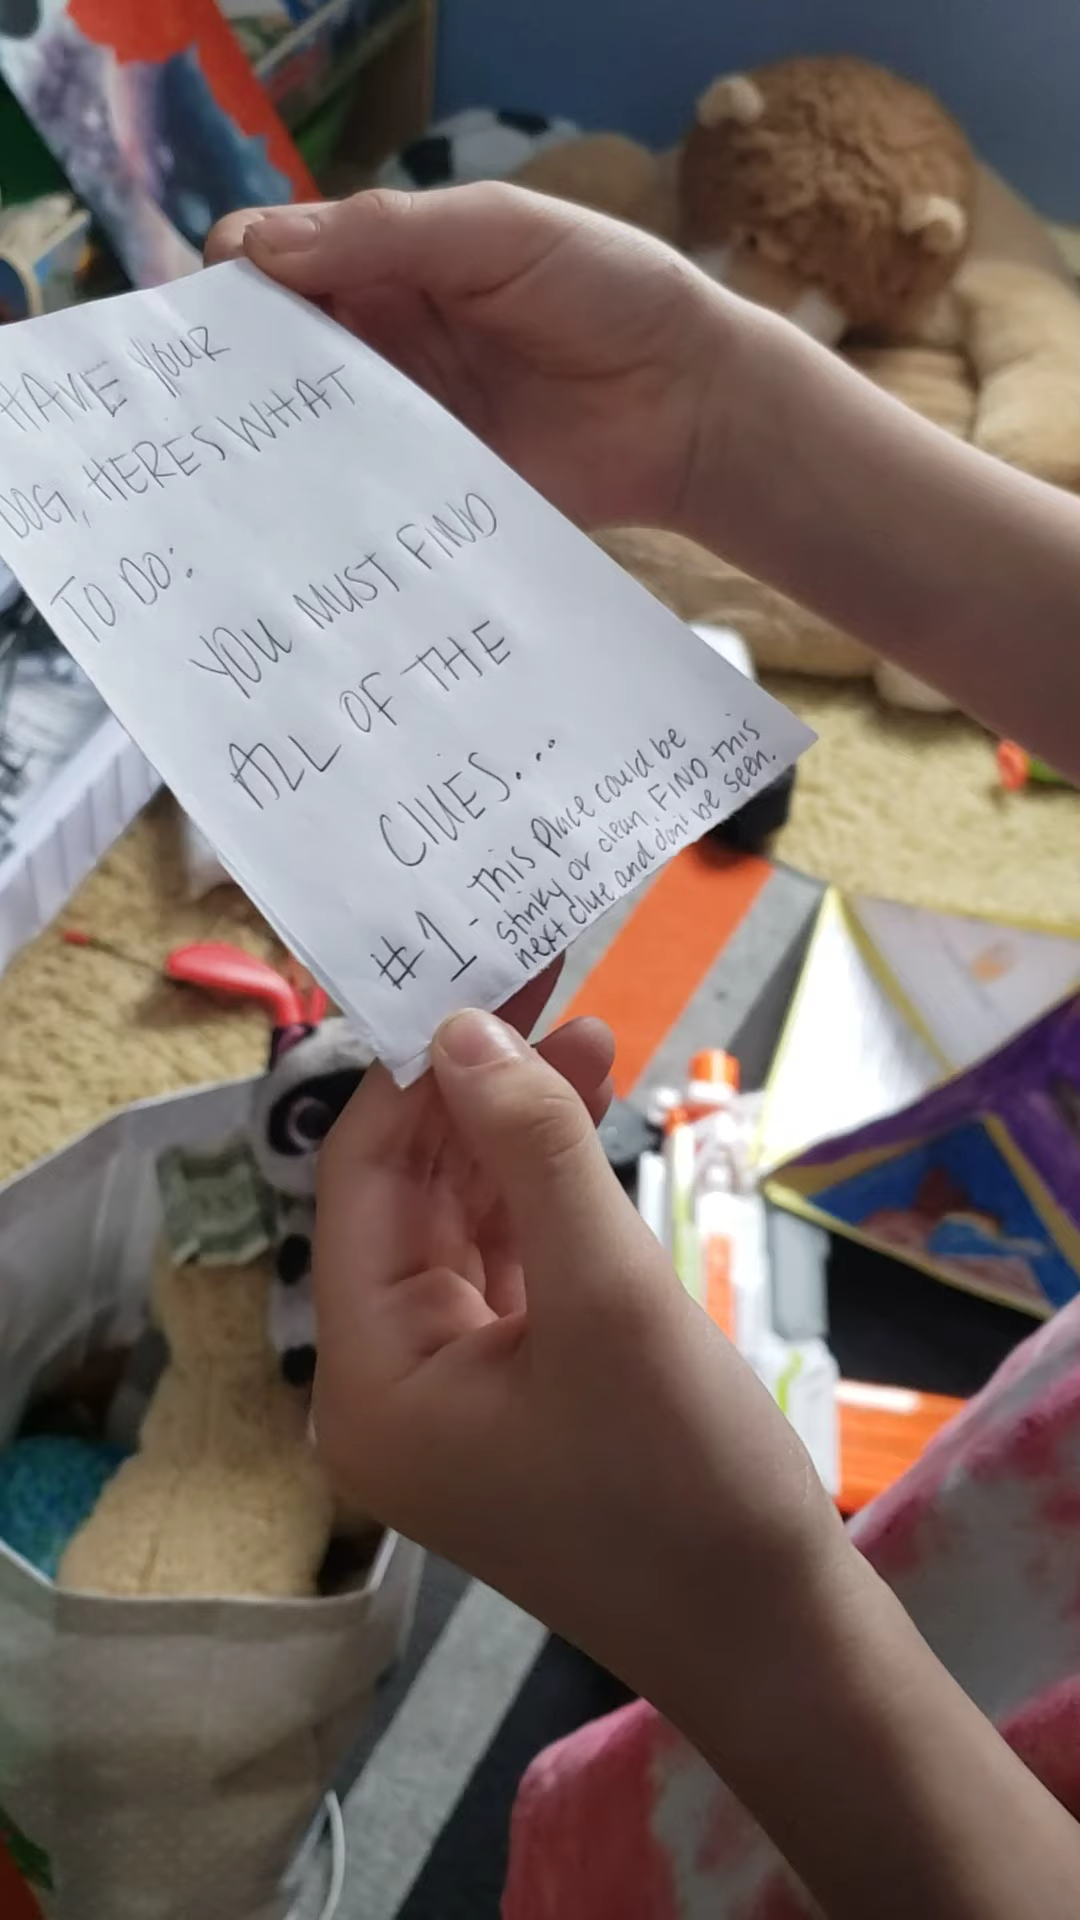 HAVE YOUR
DOG, HERES WHAT
TO DO:
YOU MUST FIND
ALL OF THE
CLUES...
#1 - this place could be
stinky or clean. FIND this
next clue and don't be seen.